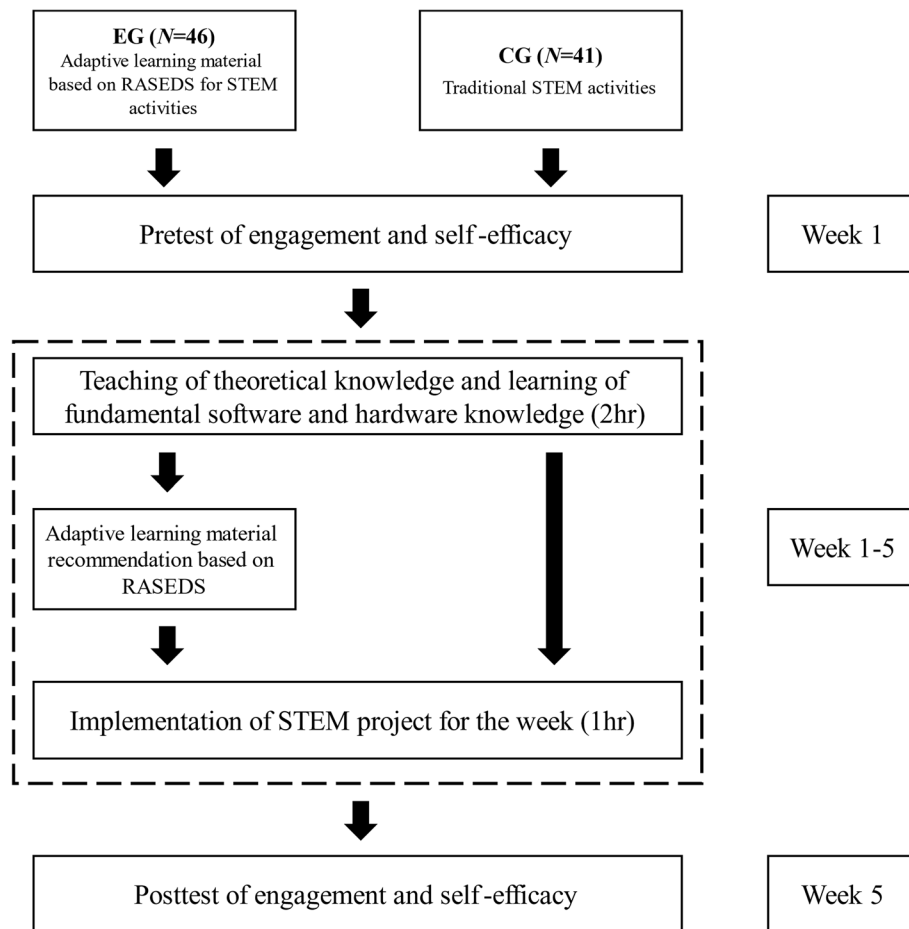 EG (N=46)
Adaptive learning material
based on RASEDS for STEM
activities
CG (N=41)
Traditional STEM activities
Pretest of engagement and self-efficacy
Week 1
Teaching of theoretical knowledge and learning of
fundamental software and hardware knowledge (2hr)
Adaptive learning material
recommendation based on
RASEDS
Week 1-5
Implementation of STEM project for the week (1hr)
Posttest of engagement and self-efficacy
Week 5